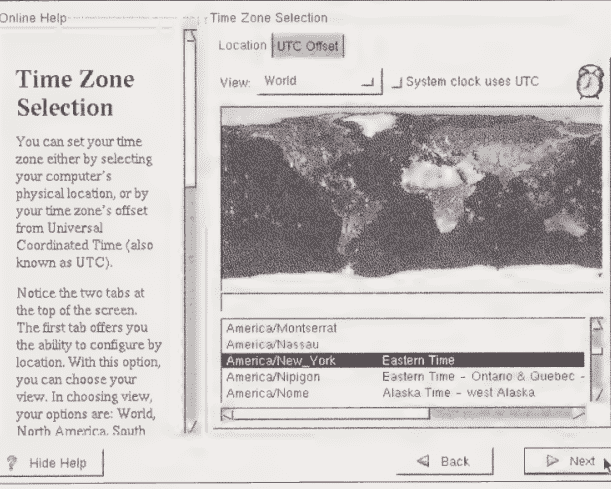 Online Help
Time Zone
Selection
You can set your time
zone either by selecting
your computer's
physical location, or by
your time zone's offset
from Universal
Coordinated Time (also
known as UTC).
Notice the two tabs at
the top of the screen.
The first tab offers you
the ability to configure by
location. With this option,
you can choose your
view. In choosing view,
your options are: World,
North America, South
Hide Help
Time Zone Selection
Location UTC Offset
View: World System clock uses UTC
America/Montserrat
America/Nassau
America/New_York Eastern Time
America/Nipigon Eastern Time - Ontario & Quebec -
America/Nome Alaska Time - west Alaska
Back Next